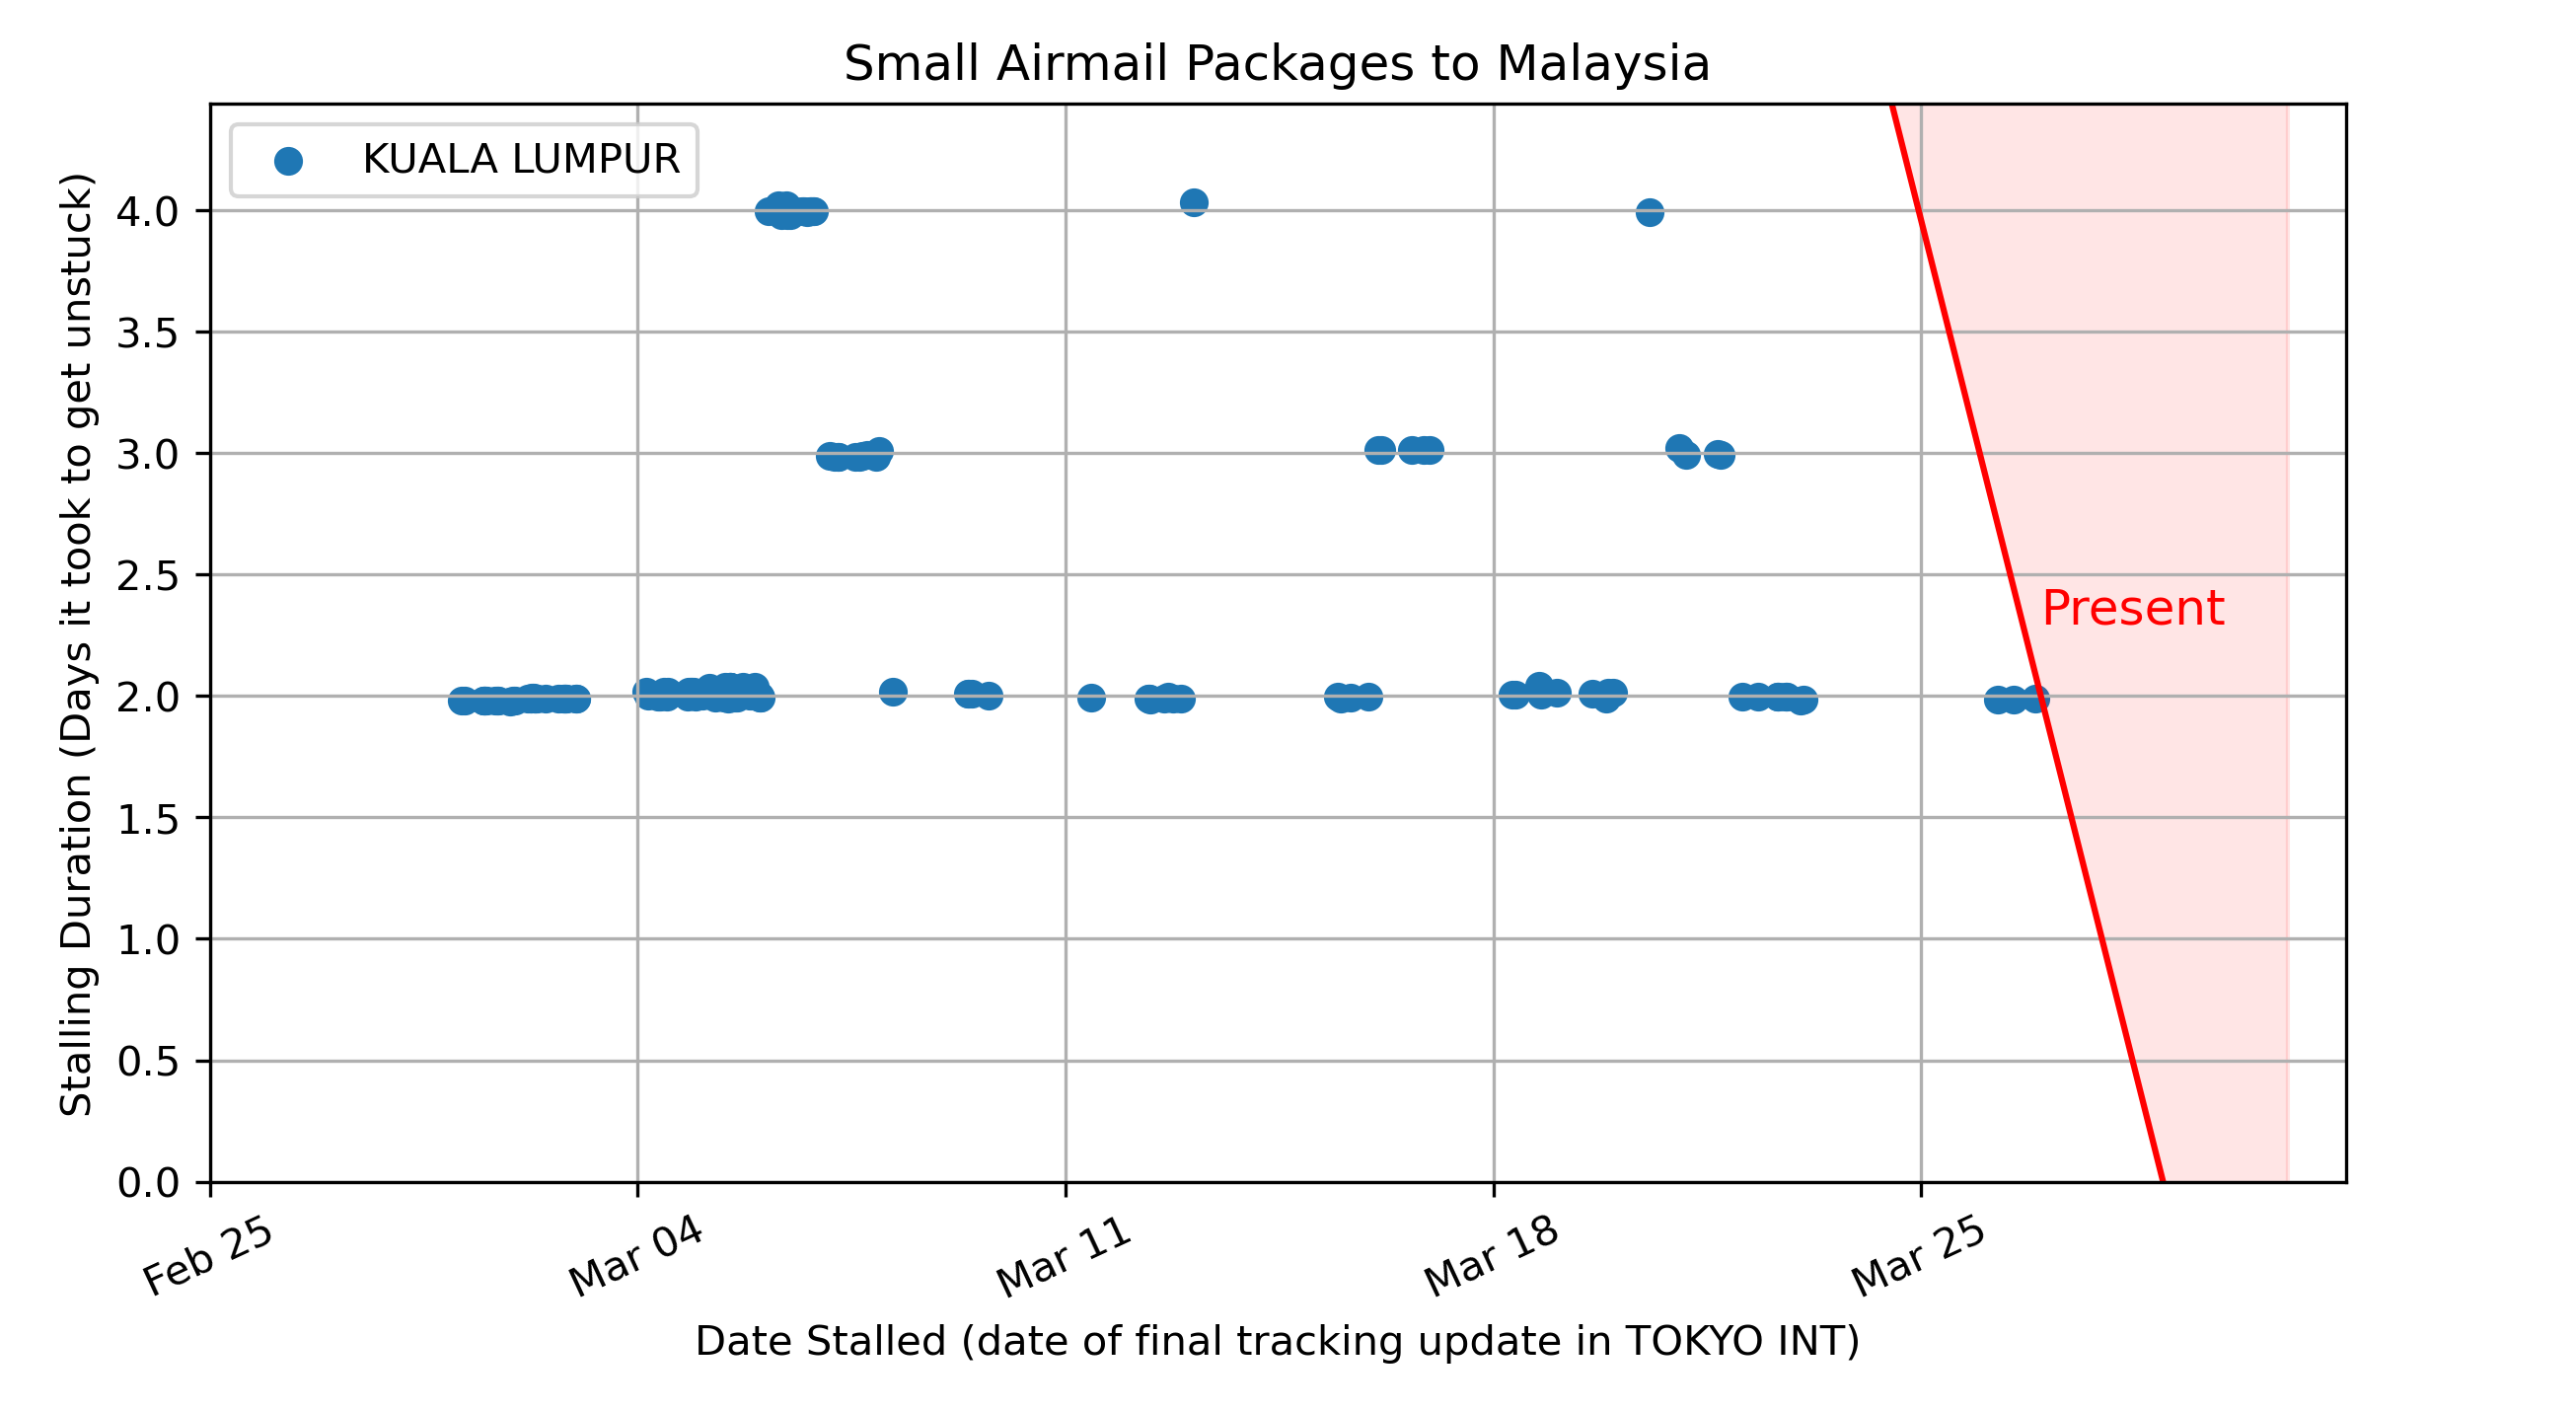 Small Airmail Packages to Malaysia
KUALA LUMPUR
Stalling Duration (Days it took to get unstuck)
4.0
3.5
3.0
2.5
2.0
1.5
1.0
0.5
0.0
Present
Feb 25
Mar 04
Mar 11
Mar 18
Mar 25
Date Stalled (date of final tracking update in TOKYO INT)